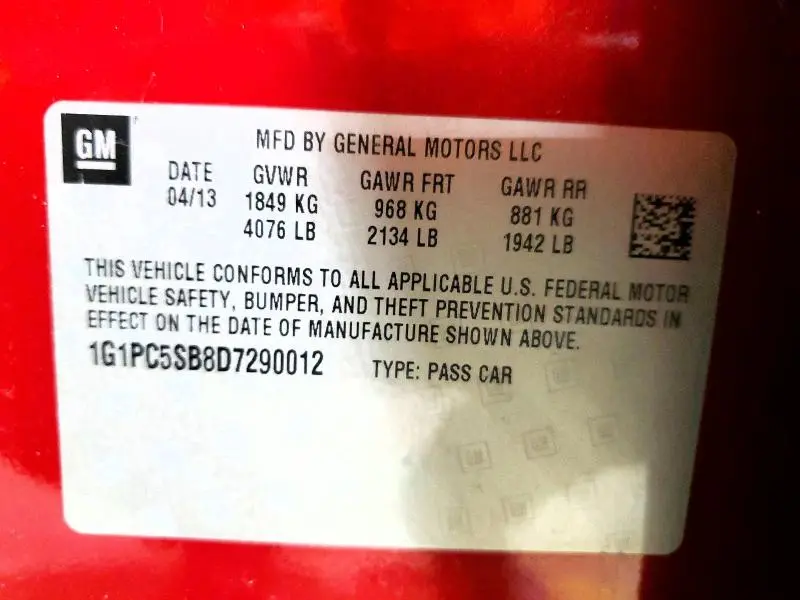 GM
MFD BY GENERAL MOTORS LLC
DATE GVWR GAWR FRT GAWR RR
04/13 1849 KG 968 KG 881 KG
4076 LB 2134 LB 1942 LB
THIS VEHICLE CONFORMS TO ALL APPLICABLE U.S. FEDERAL MOTOR
VEHICLE SAFETY, BUMPER, AND THEFT PREVENTION STANDARDS IN
EFFECT ON THE DATE OF MANUFACTURE SHOWN ABOVE.
1G1PC5SB8D7290012 TYPE: PASS CAR